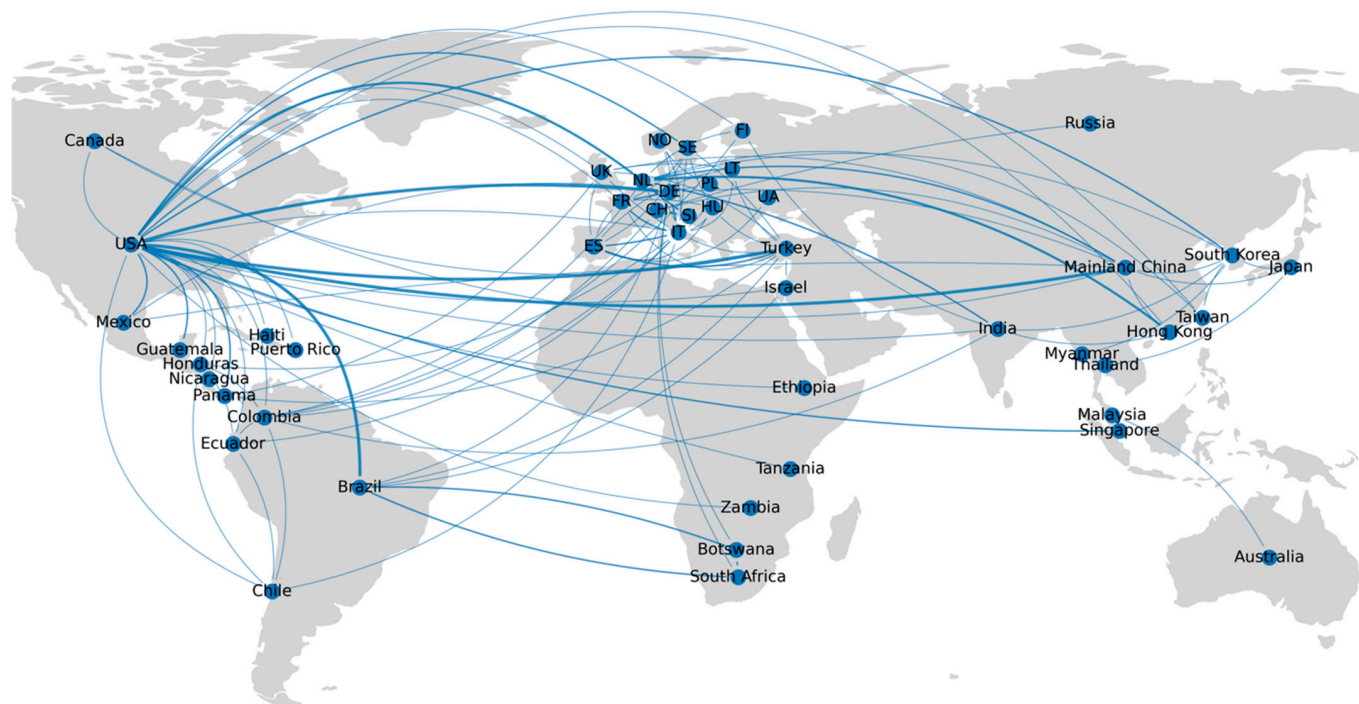 Canada
USA
Mexico
Guatemala
Honduras
Nicaragua
Panama
Colombia
Ecuador
Haiti
Puerto Rico
Brazil
Chile
NO
SE
FI
UK
NL
DE
PL
LT
FR
CH
SI
HU
UA
IT
ES
Turkey
Israel
Ethiopia
Tanzania
Zambia
Botswana
South Africa
Russia
South Korea
Mainland China
Japan
Taiwan
Hong Kong
India
Myanmar
Thailand
Malaysia
Singapore
Australia